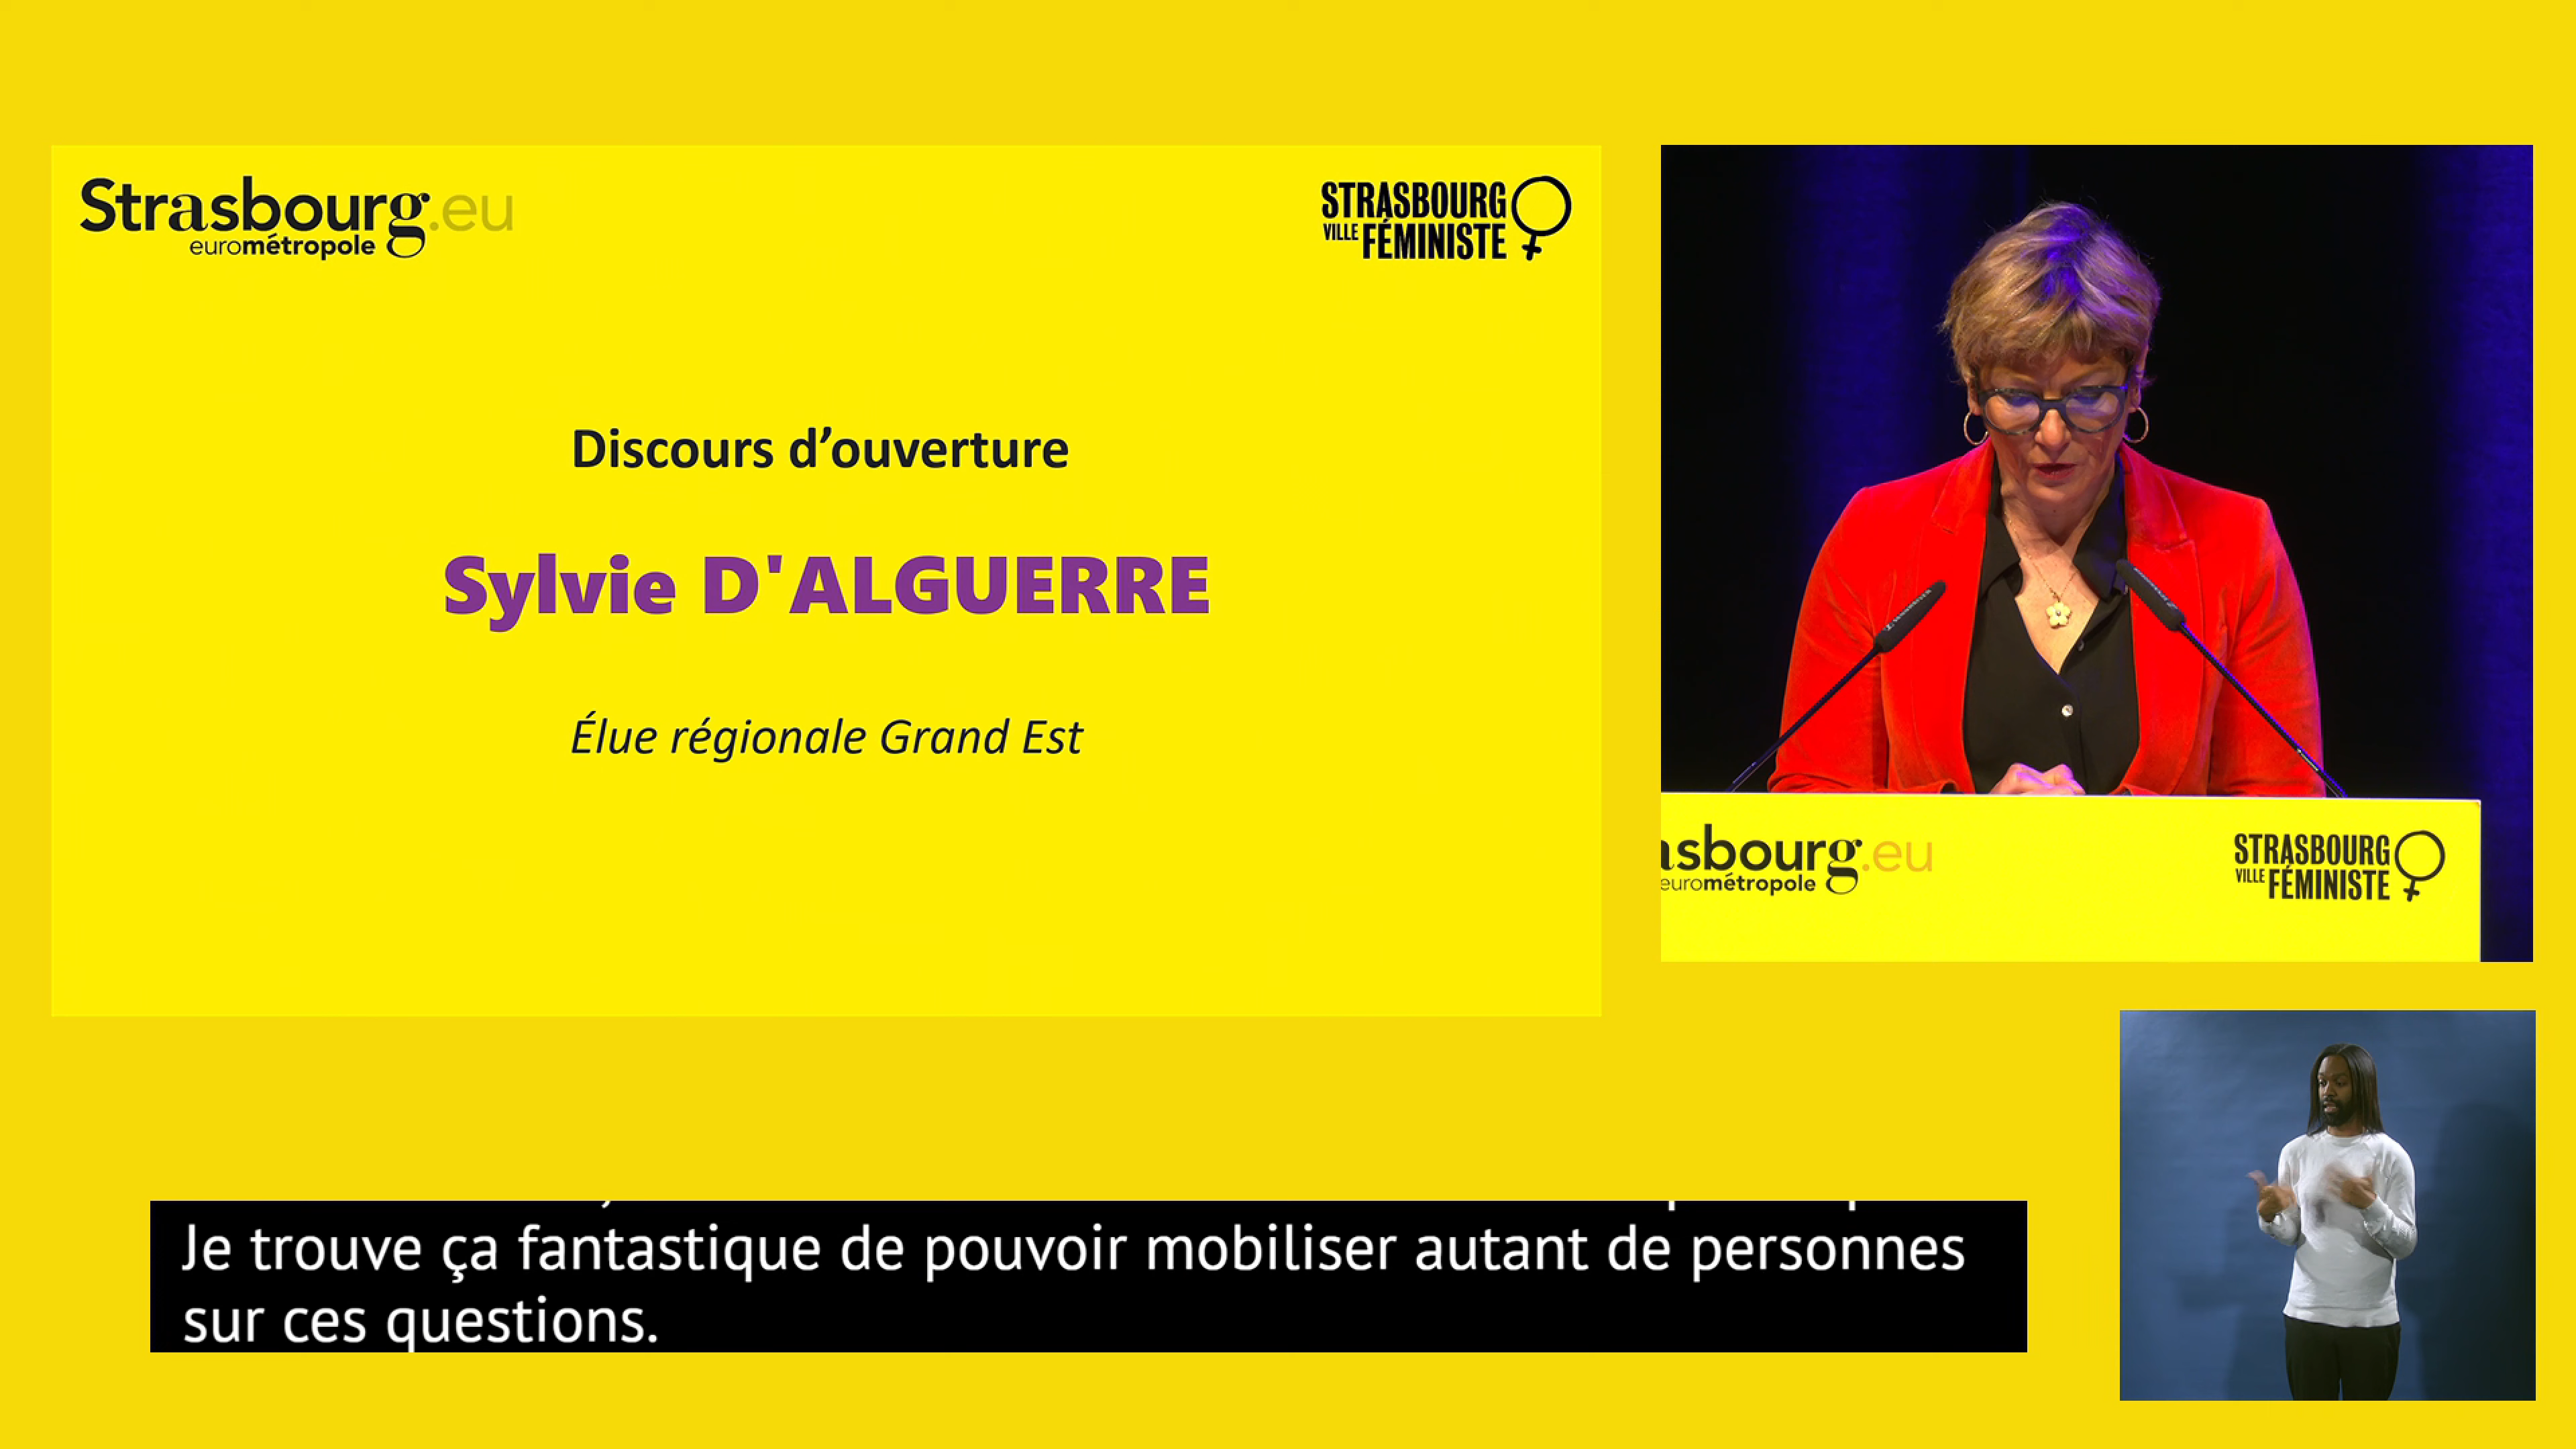 Strasbourg.eu
eurométropole
STRASBOURG
VILLE FÉMINISTE
Discours d’ouverture
Sylvie D'ALGUERRE
Élue régionale Grand Est
asbourg.eu
eurométropole
STRASBOURG
VILLE FÉMINISTE
Je trouve ça fantastique de pouvoir mobiliser autant de personnes
sur ces questions.